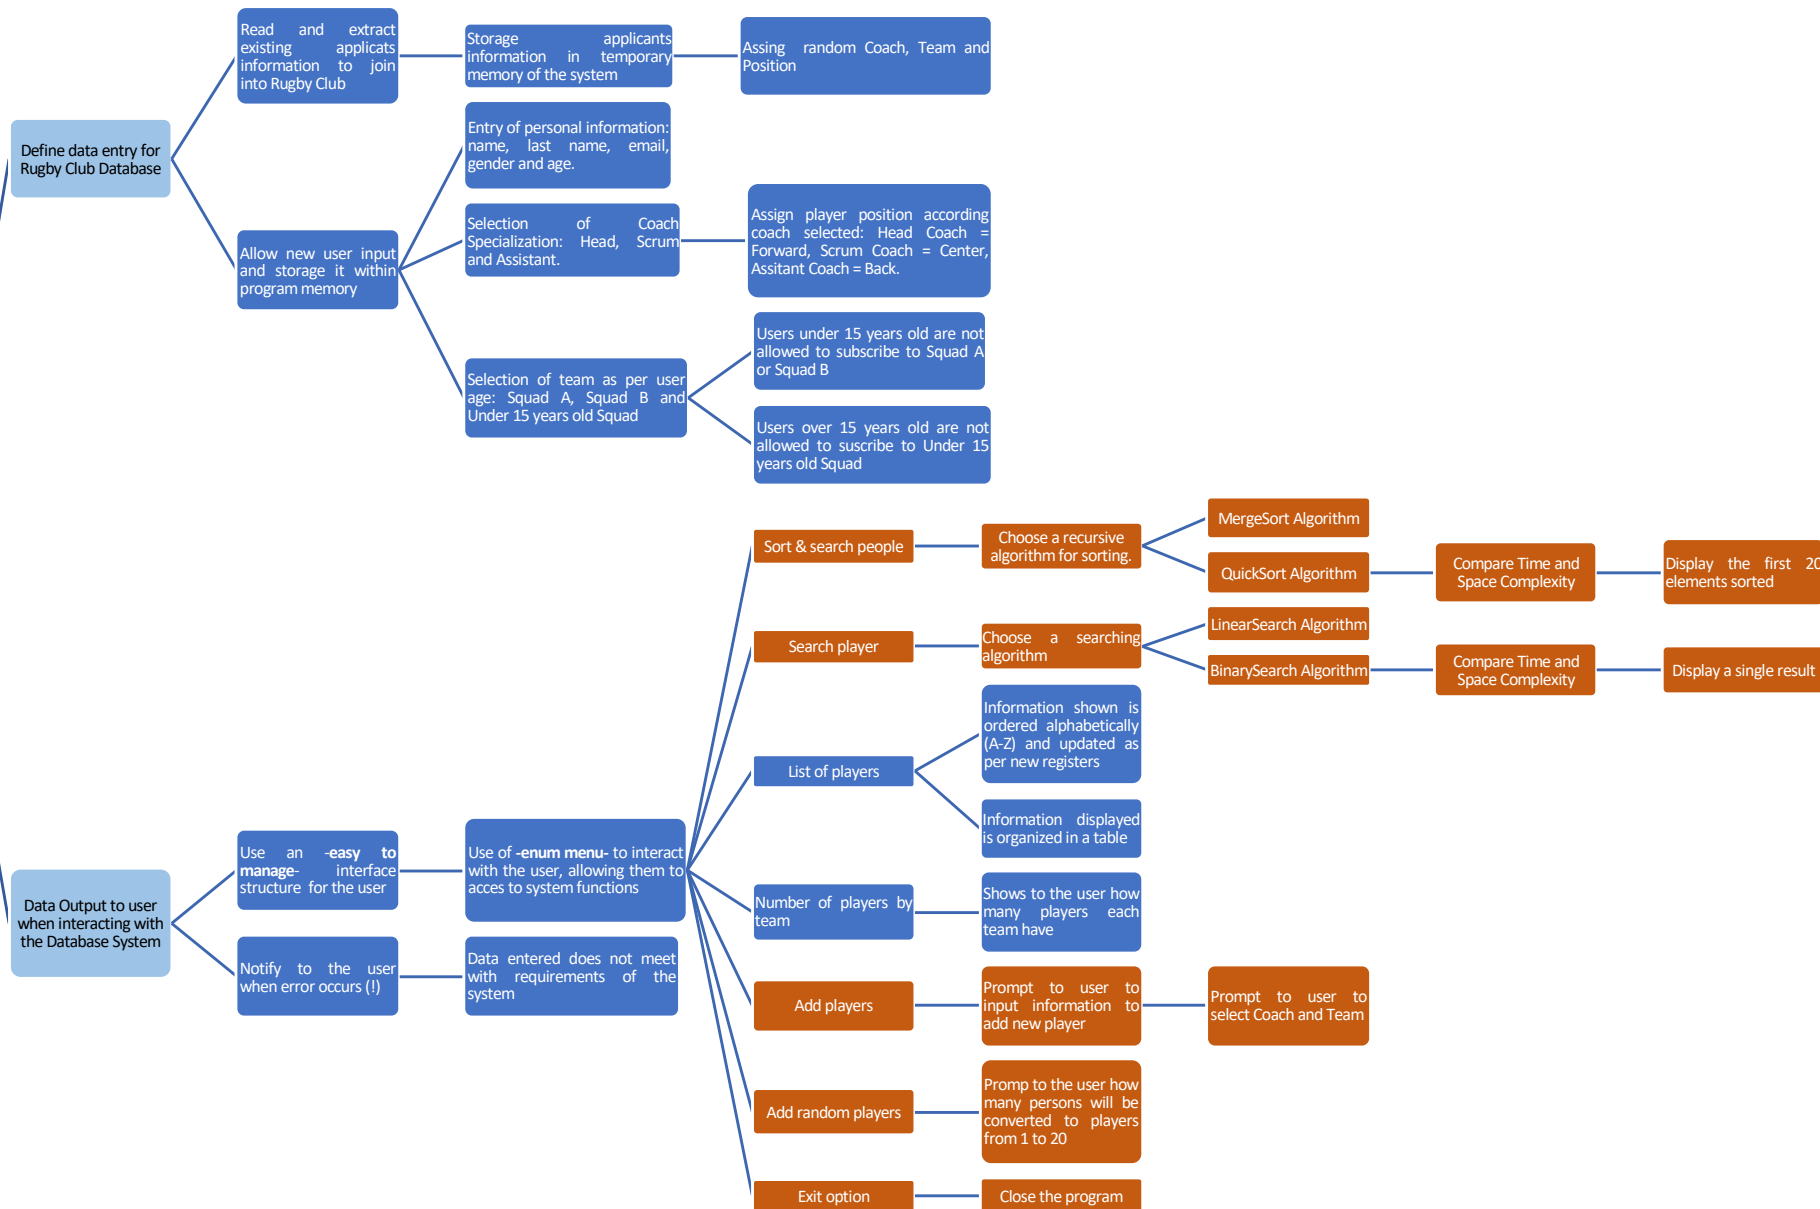 Read and extract
existing applicats
information to join
into Rugby Club
Storage applicants
information in temporary
memory of the system
Assing random Coach, Team and
Position
Define data entry for
Rugby Club Database
Entry of personal information:
name, last name, email,
gender and age.
Allow new user input
and storage it within
program memory
Selection of Coach
Specialization: Head, Scrum
and Assistant.
Assign player position according
coach selected: Head Coach =
Forward, Scrum Coach = Center,
Assitant Coach = Back.
Selection of team as per user
age: Squad A, Squad B and
Under 15 years old Squad
Users under 15 years old are not
allowed to subscribe to Squad A
or Squad B
Users over 15 years old are not
allowed to suscribe to Under 15
years old Squad
Sort & search people
Choose a recursive
algorithm for sorting.
MergeSort Algorithm
QuickSort Algorithm
Compare Time and
Space Complexity
Display the first 20
elements sorted
Search player
Choose a searching
algorithm
LinearSearch Algorithm
BinarySearch Algorithm
Compare Time and
Space Complexity
Display a single result
List of players
Information shown is
ordered alphabetically
(A-Z) and updated as
per new registers
Information displayed
is organized in a table
Data Output to user
when interacting with
the Database System
Use an -easy to
manage- interface
structure for the user
Use of -enum menu- to interact
with the user, allowing them to
acces to system functions
Notify to the user
when error occurs (!)
Data entered does not meet
with requirements of the
system
Number of players by
team
Shows to the user how
many players each
team have
Add players
Prompt to user to
input information to
add new player
Prompt to user to
select Coach and Team
Add random players
Promp to the user how
many persons will be
converted to players
from 1 to 20
Exit option
Close the program